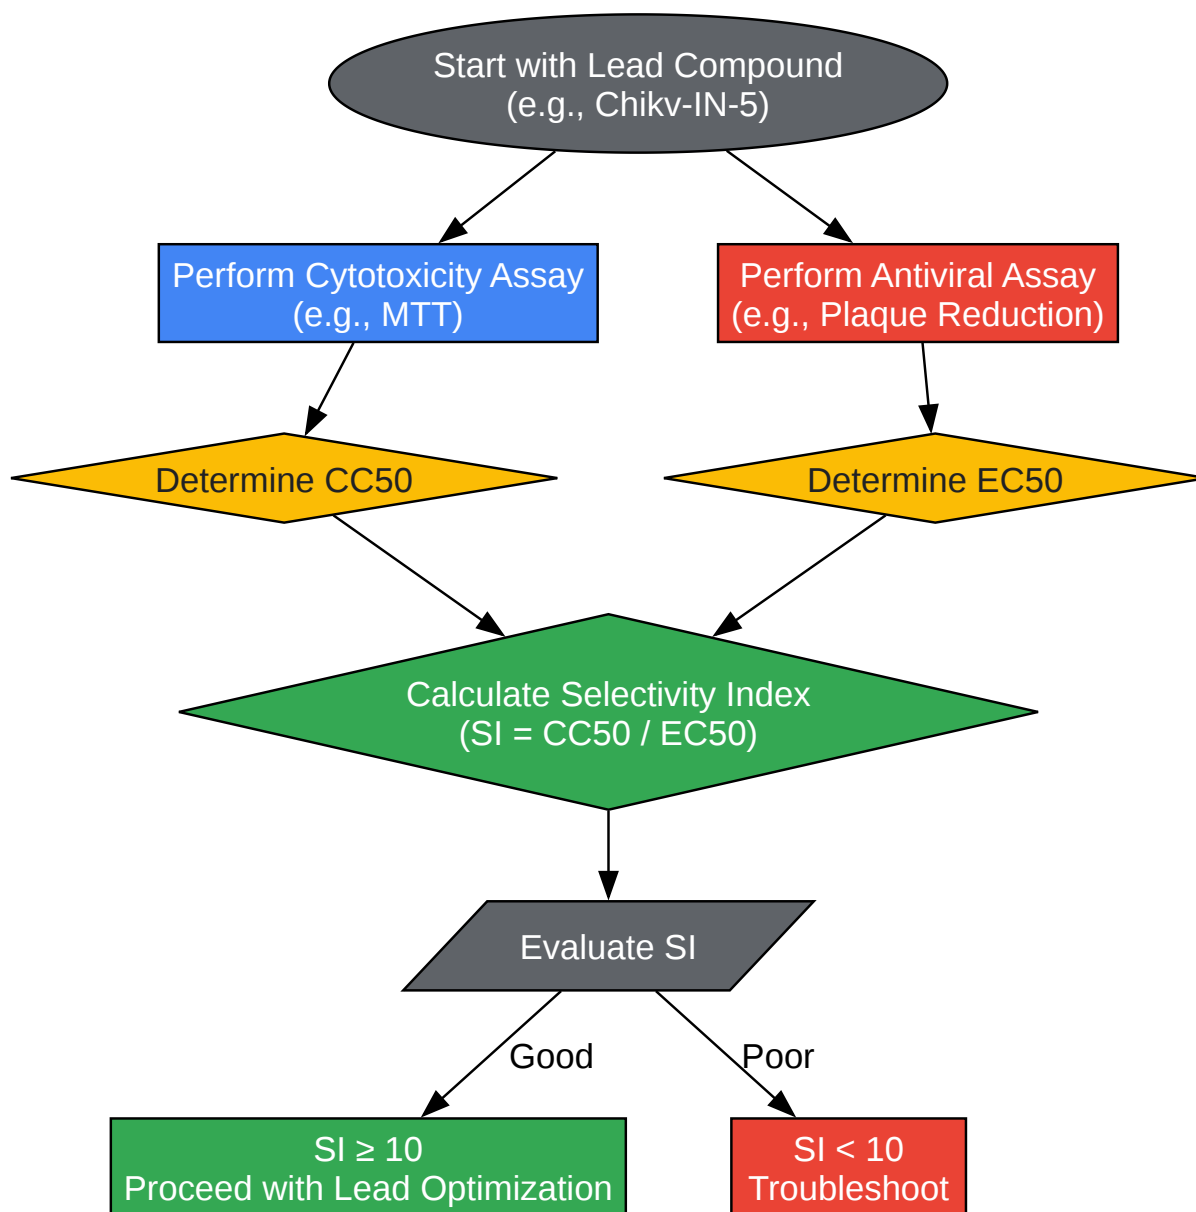 Start with Lead Compound
(e.g., Chikv-IN-5)
Perform Cytotoxicity Assay
(e.g., MTT)
Perform Antiviral Assay
(e.g., Plaque Reduction)
Determine CC50
Determine EC50
Calculate Selectivity Index
(SI = CC50 / EC50)
Evaluate SI
Good
Poor
SI ≥ 10
Proceed with Lead Optimization
SI < 10
Troubleshoot